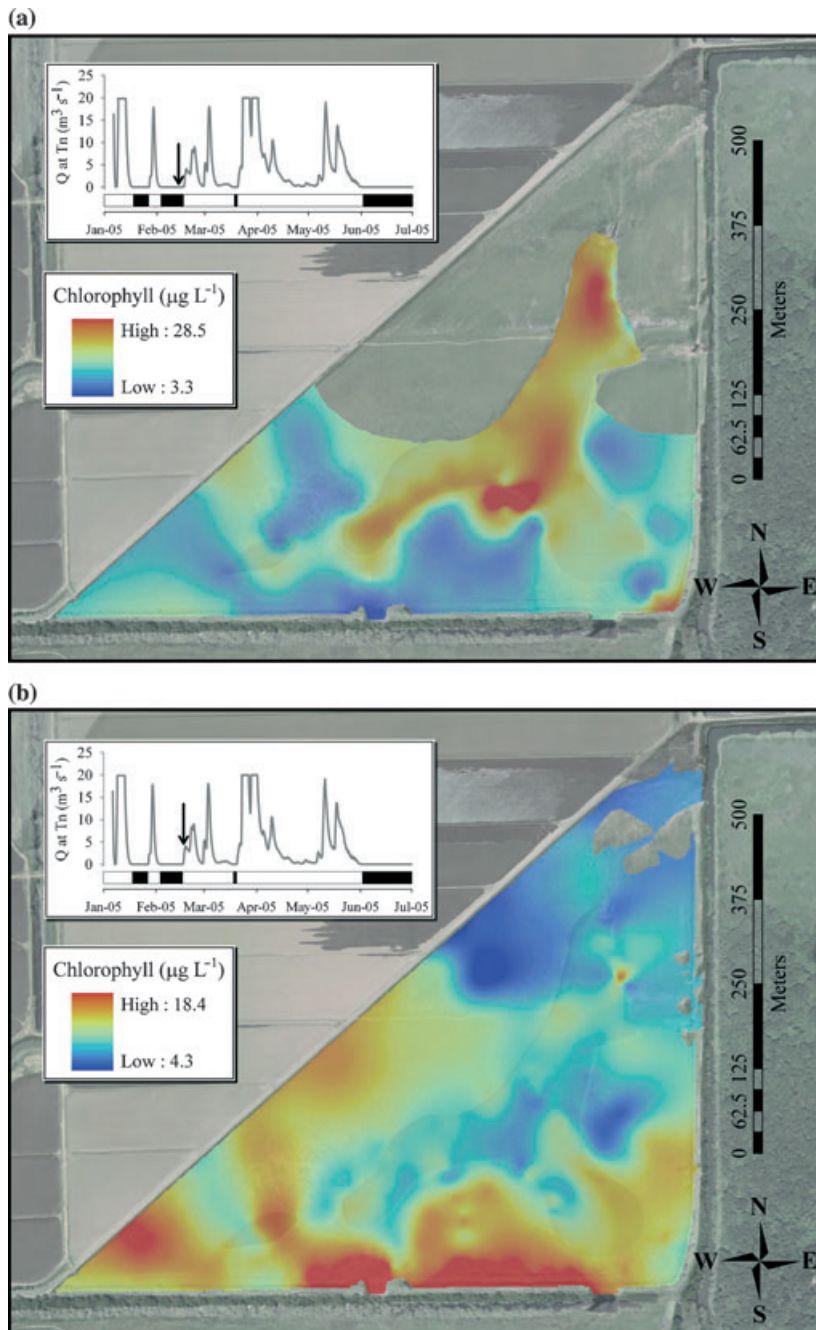 (a)
25
20
15
10
5
0
Q at Tn (m³ s⁻¹)
Jan-05 Feb-05 Mar-05 Apr-05 May-05 Jun-05 Jul-05
Chlorophyll (µg L⁻¹)
High : 28.5
Low : 3.3
500
375
250
125
62.5
0
Meters
N
W E
S
(b)
25
20
15
10
5
0
Q at Tn (m³ s⁻¹)
Jan-05 Feb-05 Mar-05 Apr-05 May-05 Jun-05 Jul-05
Chlorophyll (µg L⁻¹)
High : 18.4
Low : 4.3
500
375
250
125
62.5
0
Meters
N
W E
S